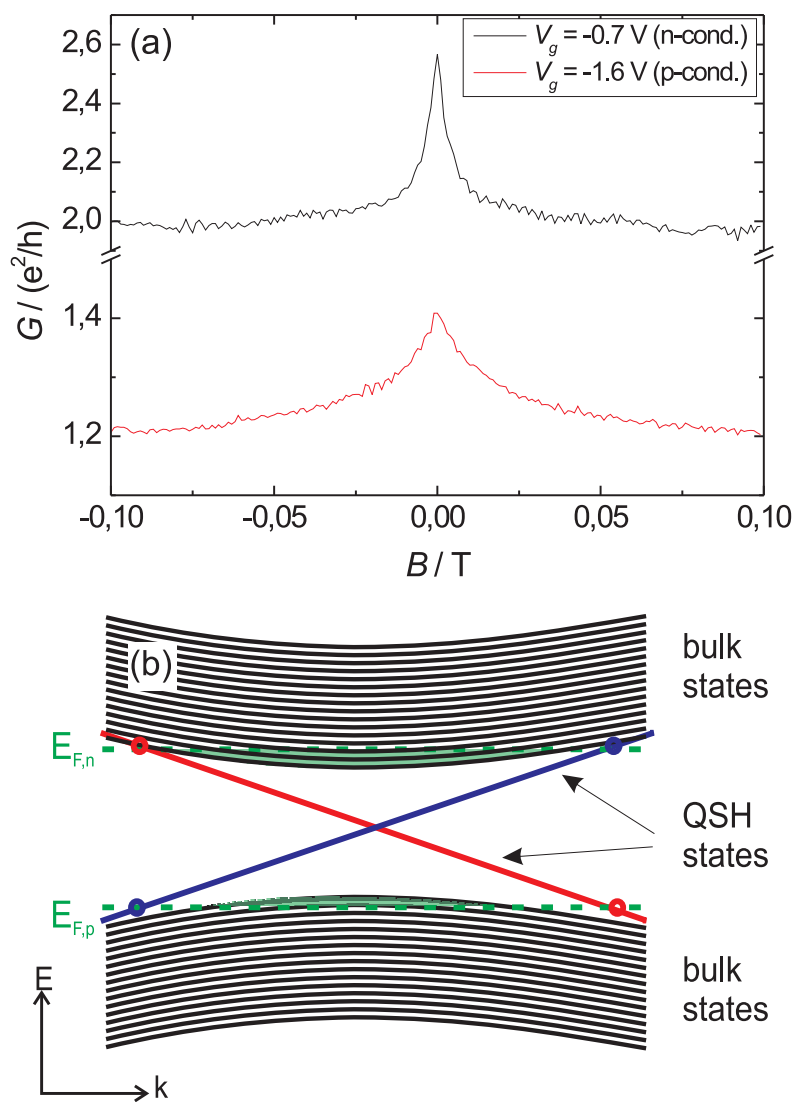 (a)
V_g = -0.7 V (n-cond.)
V_g = -1.6 V (p-cond.)
2,6
2,4
2,2
2,0
1,4
1,2
G / (e²/h)
-0,10
-0,05
0,00
0,05
0,10
B / T
(b)
bulk
states
E_F,n
QSH
states
E_F,p
bulk
states
E
k